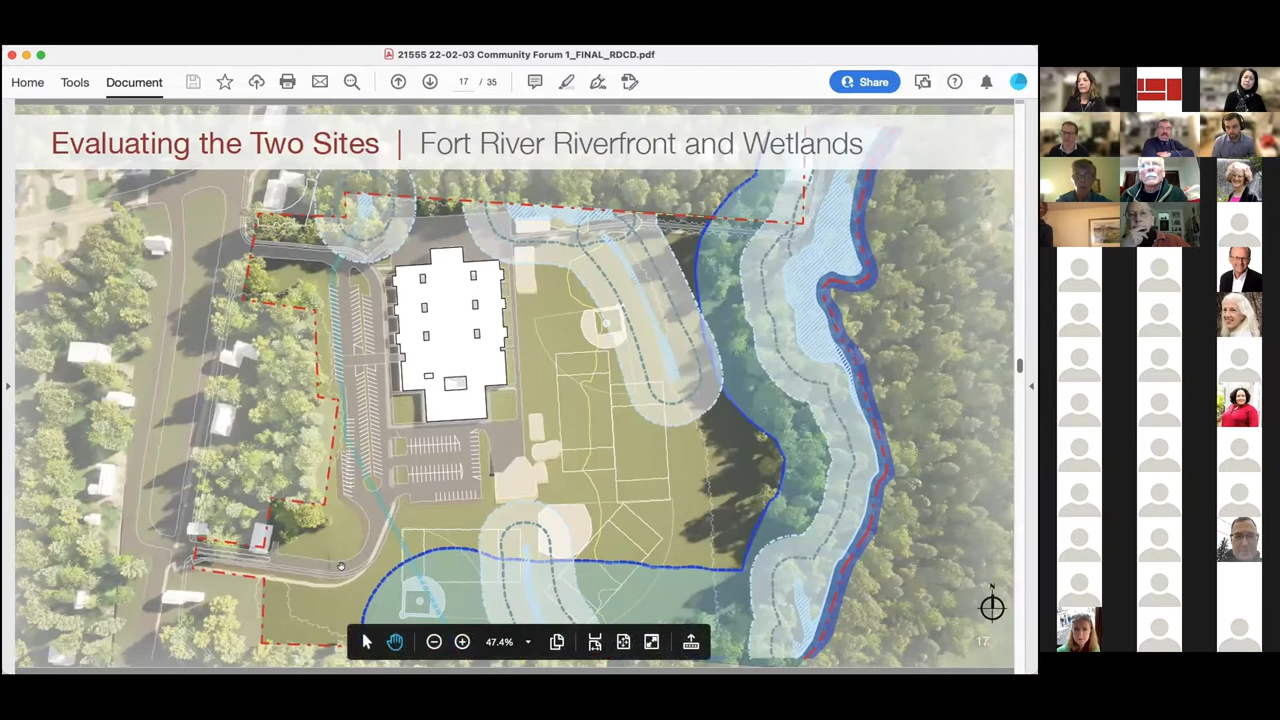 21555 22-02-03 Community Forum 1_FINAL_RDCD.pdf
Home Tools Document 17 / 35 Share
Evaluating the Two Sites | Fort River Riverfront and Wetlands
N
17
47.4%